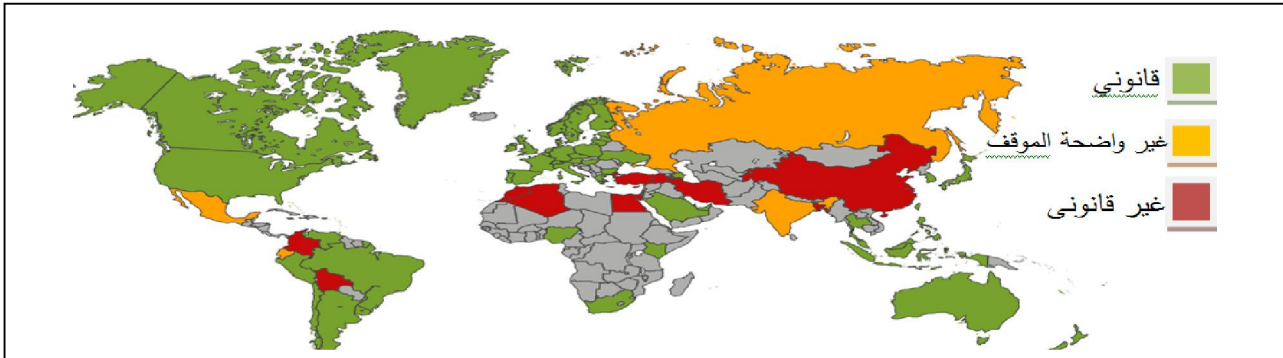 قانوني
غير واضحة الموقف
غير قانونى